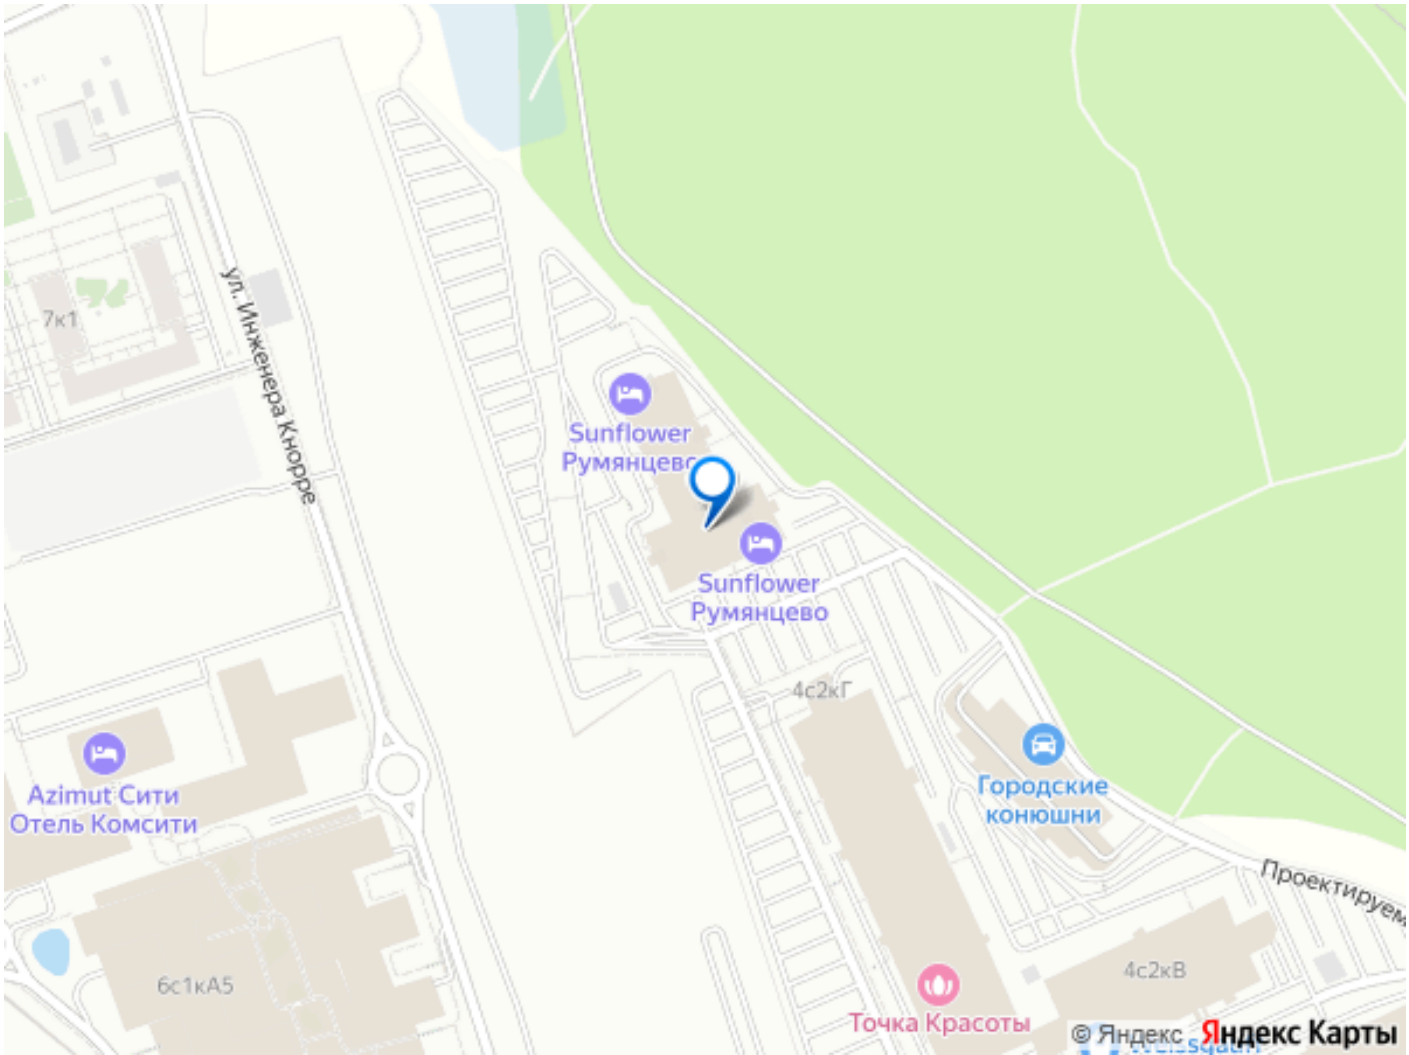 ул. Инженера Кнорре
7к1
Sunflower
Румянцево
Sunflower
Румянцево
4с2кГ
Azimut Сити
Отель Комсити
Городские
конюшни
Проектируем
6с1кА5
4с2кВ
Точка Красоты
© Яндекс Яндекс Карты